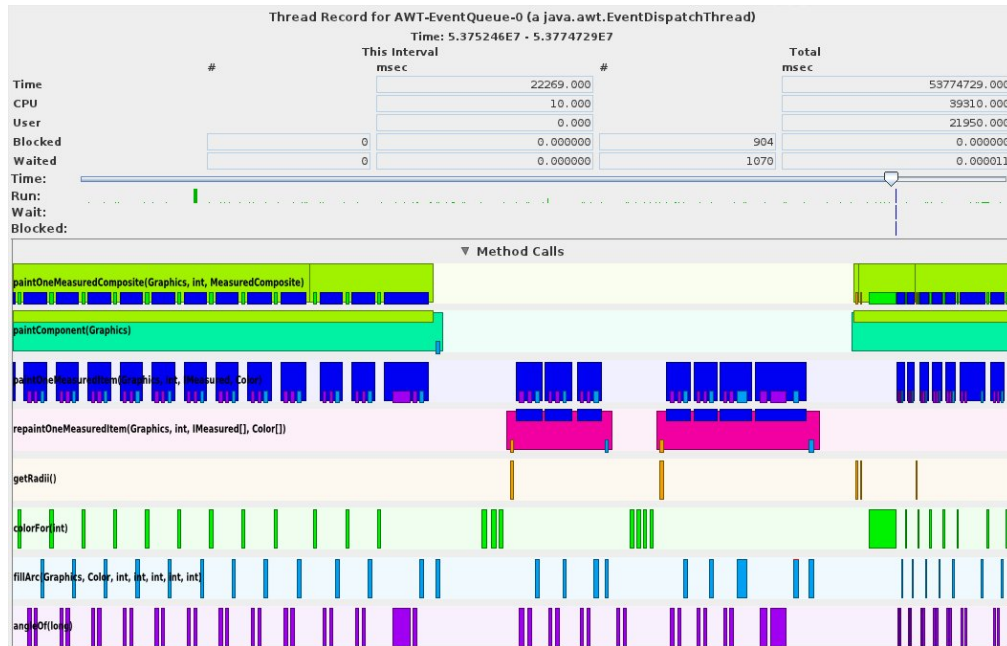 Thread Record for AWT-EventQueue-0 (a java.awt.EventDispatchThread)
Time: 5.375246E7 - 5.3774729E7
This Interval Total
# msec # msec
Time 22269.000 53774729.000
CPU 10.000 39310.000
User 0.000 21950.000
Blocked 0 0.000000 904 0.000000
Waited 0 0.000000 1070 0.000011
Time:
Run:
Wait:
Blocked:
▼ Method Calls
paintOneMeasuredComposite(Graphics, int, MeasuredComposite)
paintComponent(Graphics)
paintOneMeasuredItem(Graphics, int, IMeasured, Color)
repaintOneMeasuredItem(Graphics, int, IMeasured[], Color[])
getRadii()
colorFor(int)
fillArc(Graphics, Color, int, int, int, int, int)
angleOf(long)